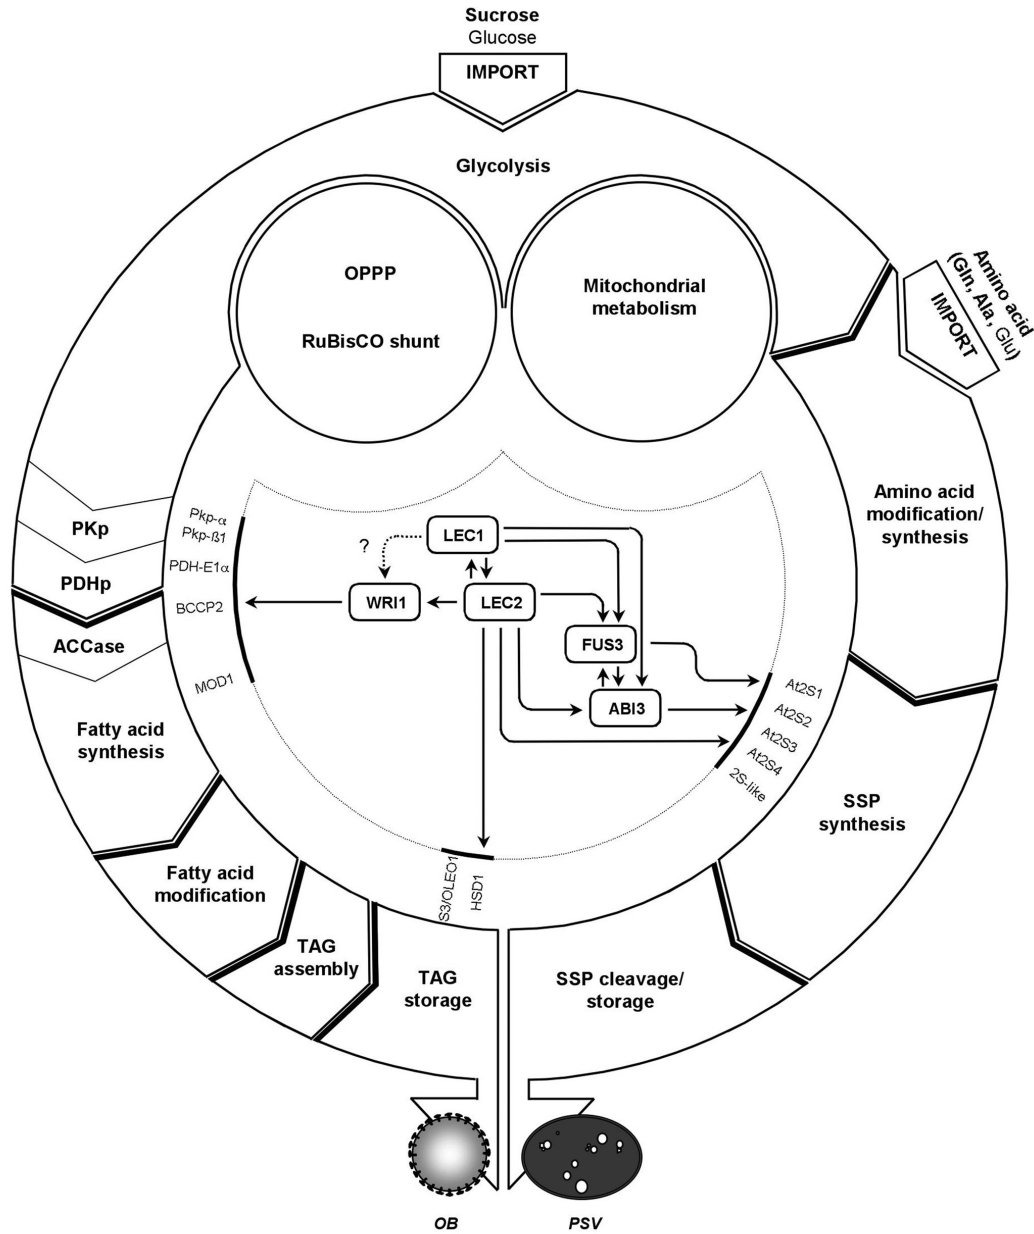 Sucrose
Glucose
IMPORT
Glycolysis
Amino acid
(Gln, Ala, Glu)
IMPORT
OPPP
RuBisCO shunt
Mitochondrial
metabolism
Amino acid
modification/
synthesis
PKp
PDHp
ACCase
Fatty acid
synthesis
Fatty acid
modification
TAG
assembly
TAG
storage
SSP cleavage/
storage
SSP
synthesis
Pkp-α
Pkp-ß1
PDH-E1α
BCCP2
MOD1
?
LEC1
WRI1
LEC2
FUS3
ABI3
At2S1
At2S2
At2S3
At2S4
2S-like
S3/OLEO1
HSD1
OB
PSV